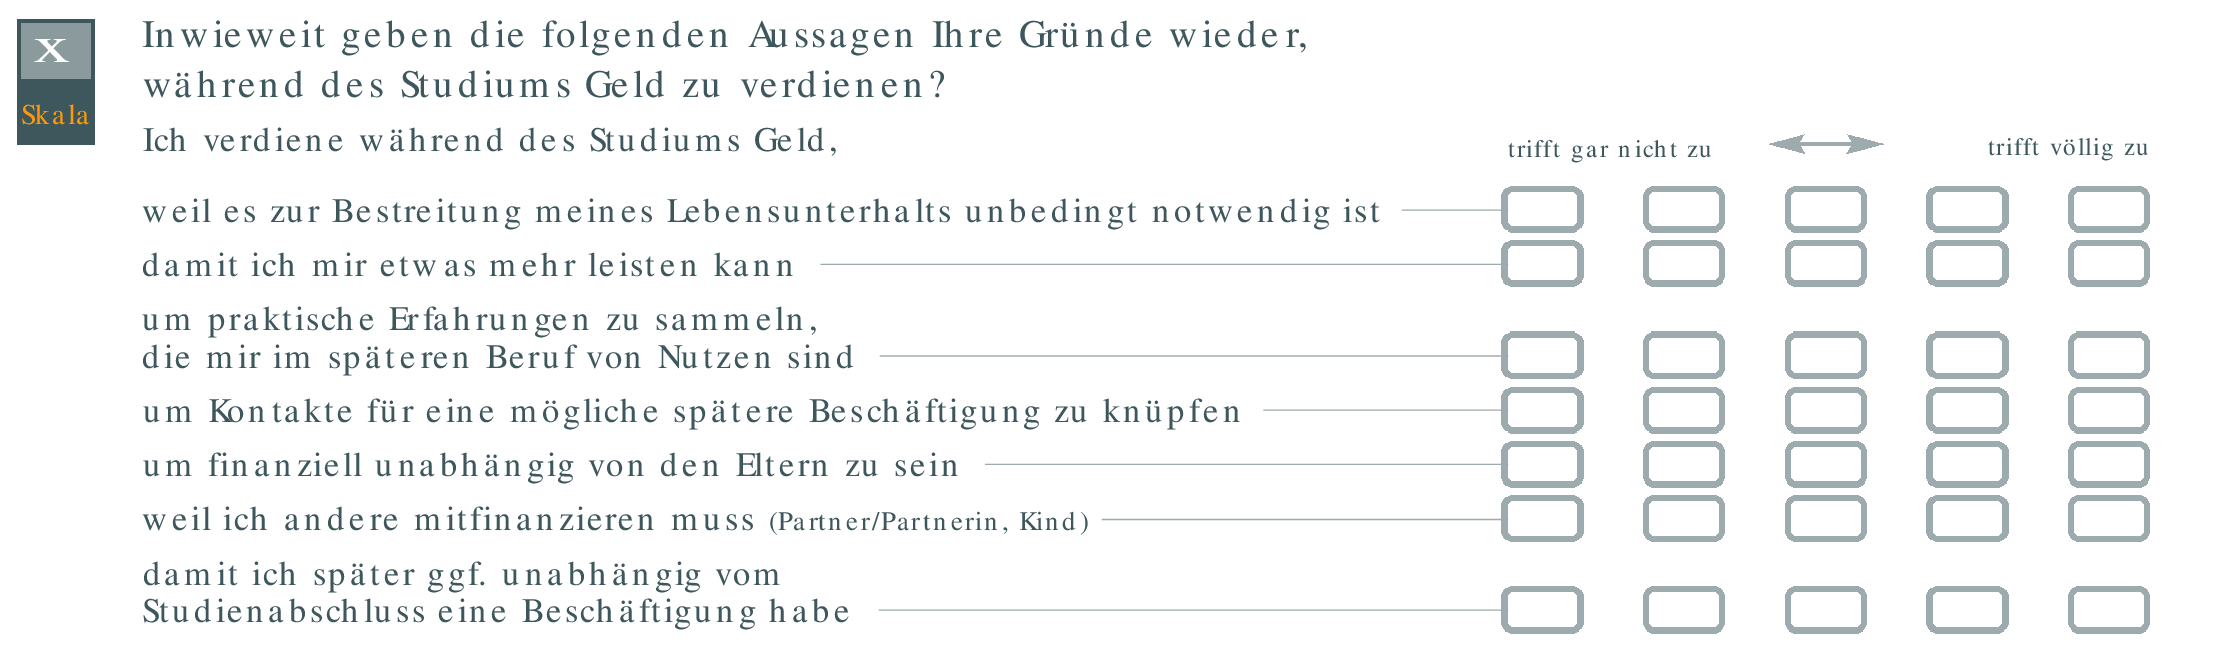 X
Skala
Inwieweit geben die folgenden Aussagen Ihre Gründe wieder,
während des Studiums Geld zu verdienen?
Ich verdiene während des Studiums Geld,
trifft gar nicht zu
trifft völlig zu
weil es zur Bestreitung meines Lebensunterhalts unbedingt notwendig ist
damit ich mir etwas mehr leisten kann
um praktische Erfahrungen zu sammeln,
die mir im späteren Beruf von Nutzen sind
um Kontakte für eine mögliche spätere Beschäftigung zu knüpfen
um finanziell unabhängig von den Eltern zu sein
weil ich andere mitfinanzieren muss (Partner/Partnerin, Kind)
damit ich später ggf. unabhängig vom
Studienabschluss eine Beschäftigung habe